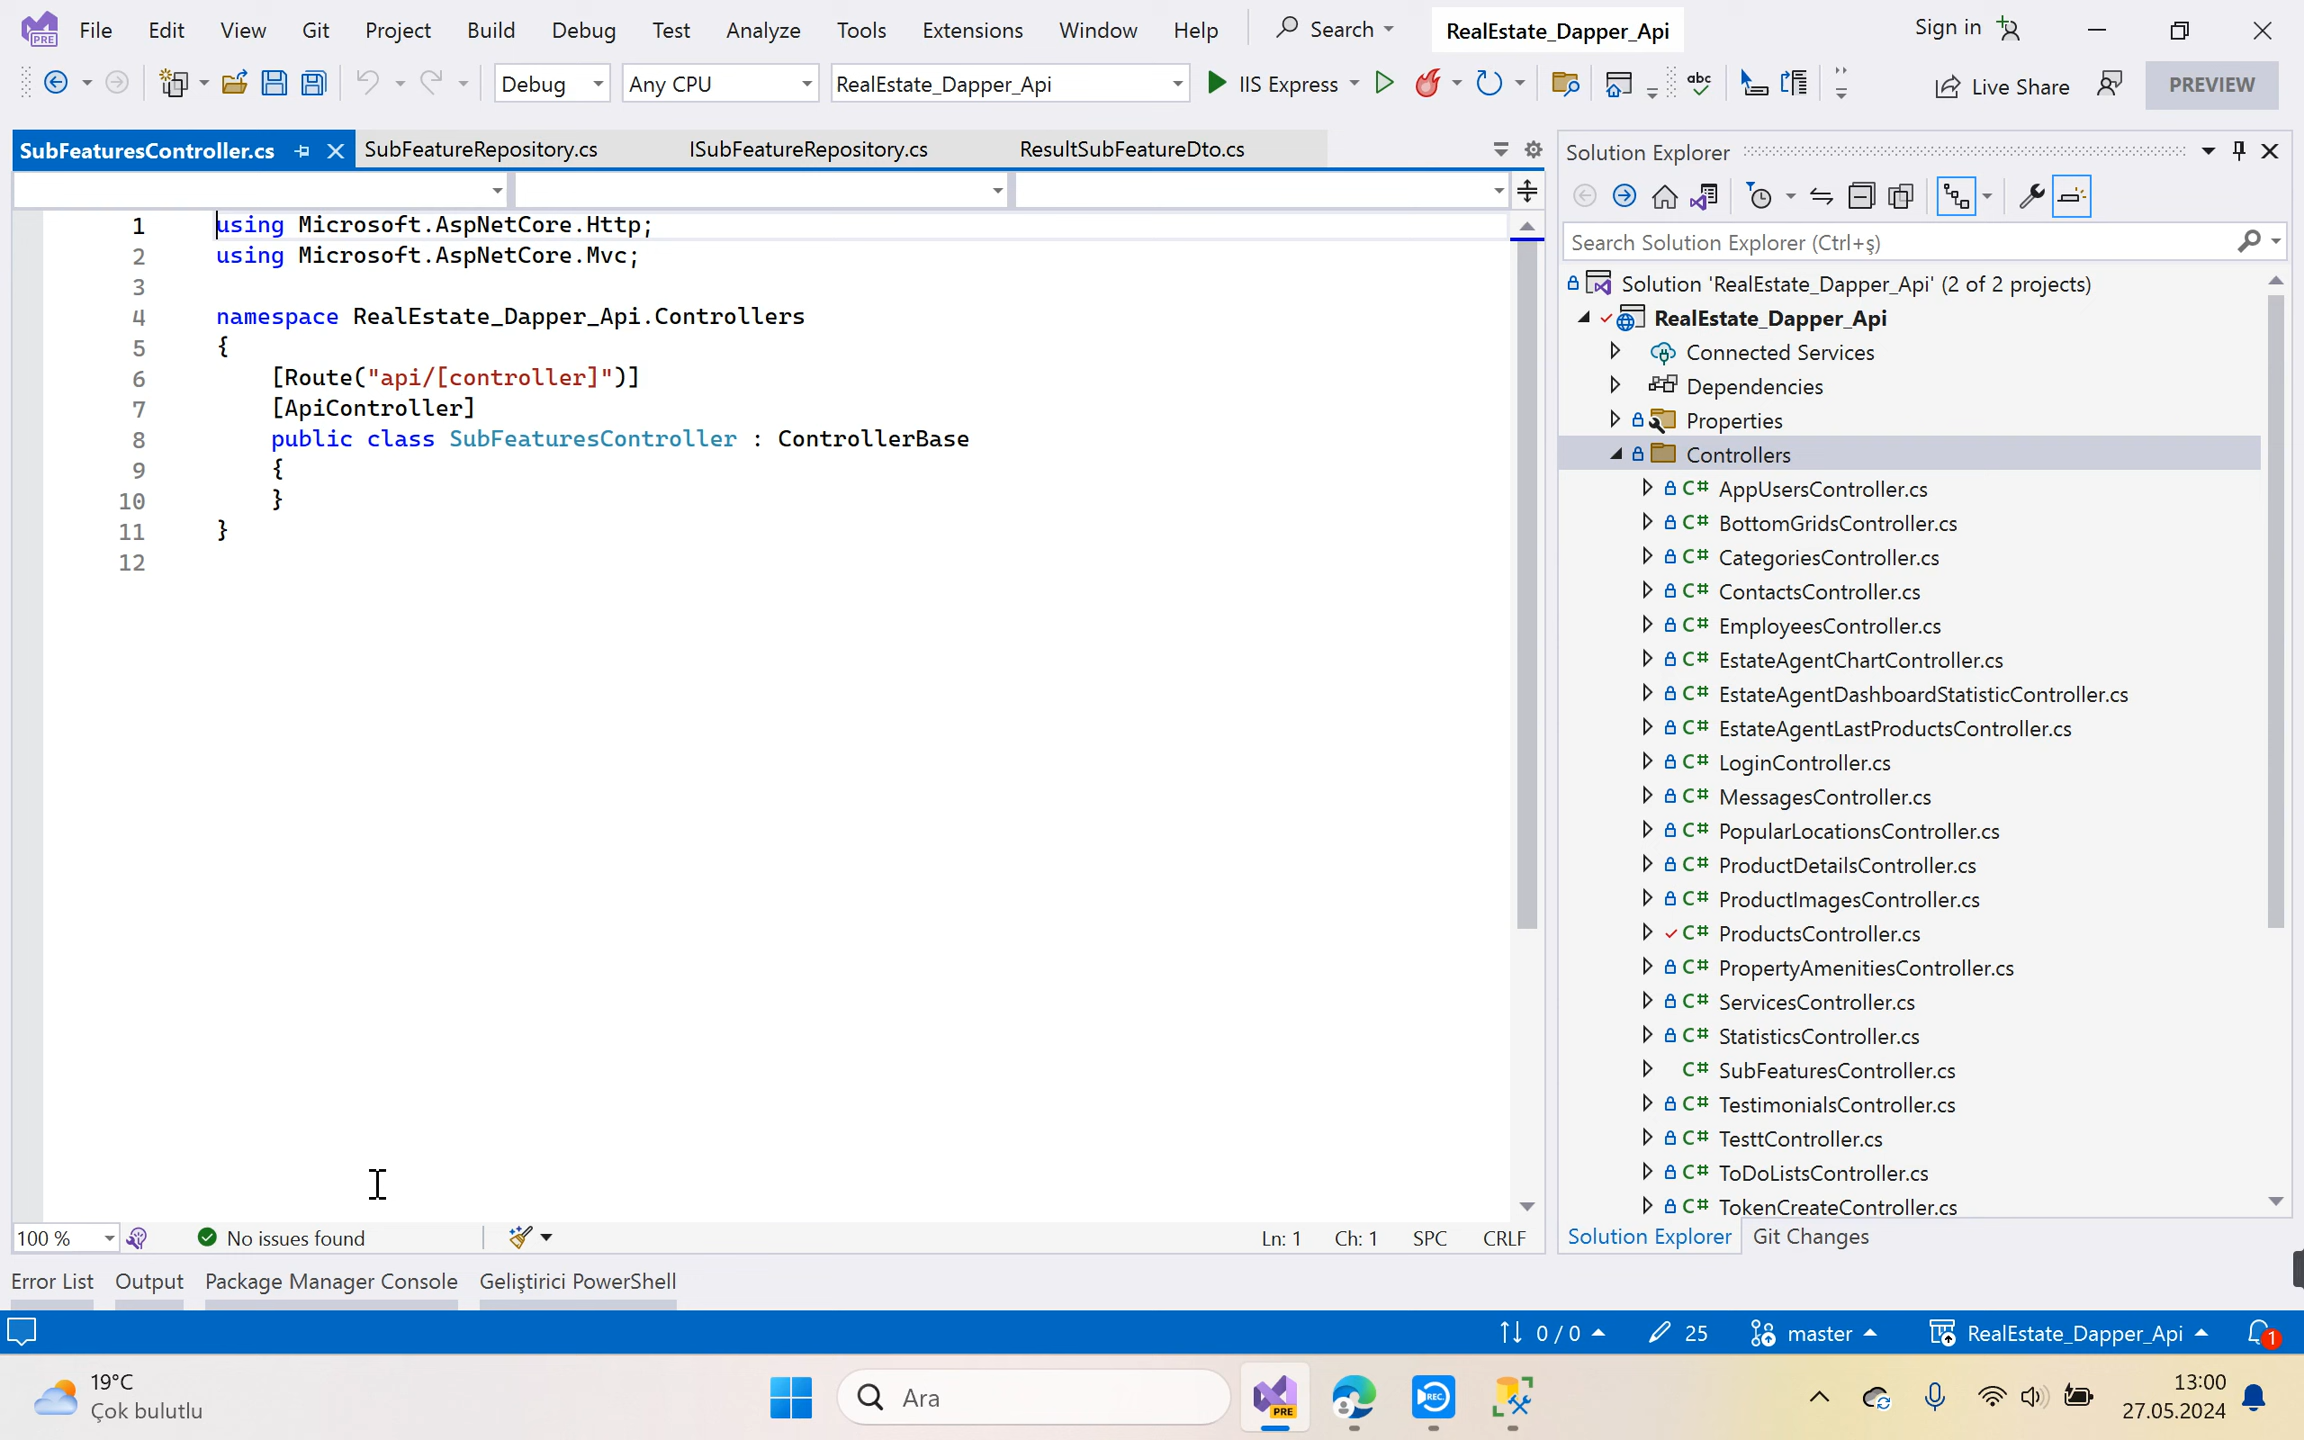 PRE
File Edit View Git Project Build Debug Test Analyze Tools Extensions Window Help Search RealEstate_Dapper_Api Sign in
Debug Any CPU RealEstate_Dapper_Api IIS Express abc Live Share PREVIEW
SubFeaturesController.cs SubFeatureRepository.cs ISubFeatureRepository.cs ResultSubFeatureDto.cs
1 using Microsoft.AspNetCore.Http;
2 using Microsoft.AspNetCore.Mvc;
3
4 namespace RealEstate_Dapper_Api.Controllers
5 {
6 [Route("api/[controller]")]
7 [ApiController]
8 public class SubFeaturesController : ControllerBase
9 {
10 }
11 }
12
100 % No issues found Ln: 1 Ch: 1 SPC CRLF
Solution Explorer
Search Solution Explorer (Ctrl+ş)
Solution 'RealEstate_Dapper_Api' (2 of 2 projects)
RealEstate_Dapper_Api
Connected Services
Dependencies
Properties
Controllers
C# AppUsersController.cs
C# BottomGridsController.cs
C# CategoriesController.cs
C# ContactsController.cs
C# EmployeesController.cs
C# EstateAgentChartController.cs
C# EstateAgentDashboardStatisticController.cs
C# EstateAgentLastProductsController.cs
C# LoginController.cs
C# MessagesController.cs
C# PopularLocationsController.cs
C# ProductDetailsController.cs
C# ProductImagesController.cs
C# ProductsController.cs
C# PropertyAmenitiesController.cs
C# ServicesController.cs
C# StatisticsController.cs
C# SubFeaturesController.cs
C# TestimonialsController.cs
C# TesttController.cs
C# ToDoListsController.cs
C# TokenCreateController.cs
Solution Explorer Git Changes
Error List Output Package Manager Console Geliştirici PowerShell
0 / 0 25 master RealEstate_Dapper_Api 1
19°C
Çok bulutlu
Ara
PRE
REC
13:00
27.05.2024